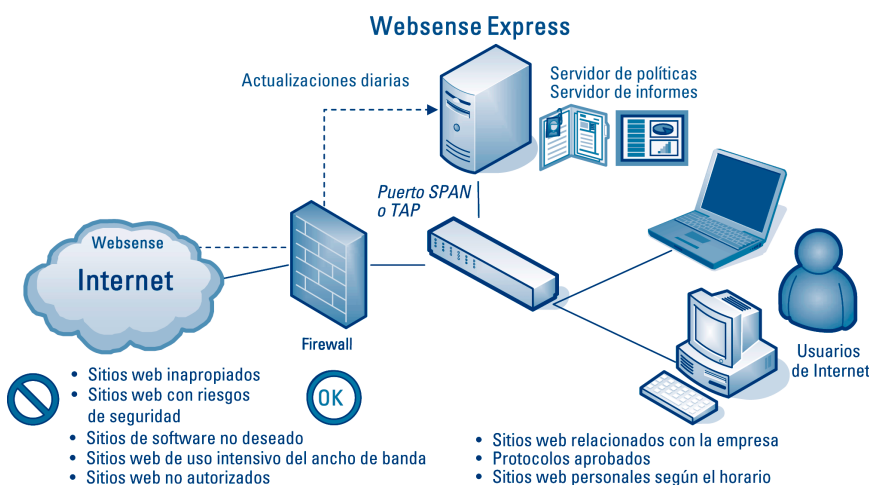 Websense Express
Actualizaciones diarias
Servidor de políticas
Servidor de informes
Puerto SPAN
o TAP
Websense
Internet
Firewall
Usuarios
de Internet
• Sitios web inapropiados
• Sitios web con riesgos
de seguridad
• Sitios de software no deseado
• Sitios web de uso intensivo del ancho de banda
• Sitios web no autorizados
OK
• Sitios web relacionados con la empresa
• Protocolos aprobados
• Sitios web personales según el horario